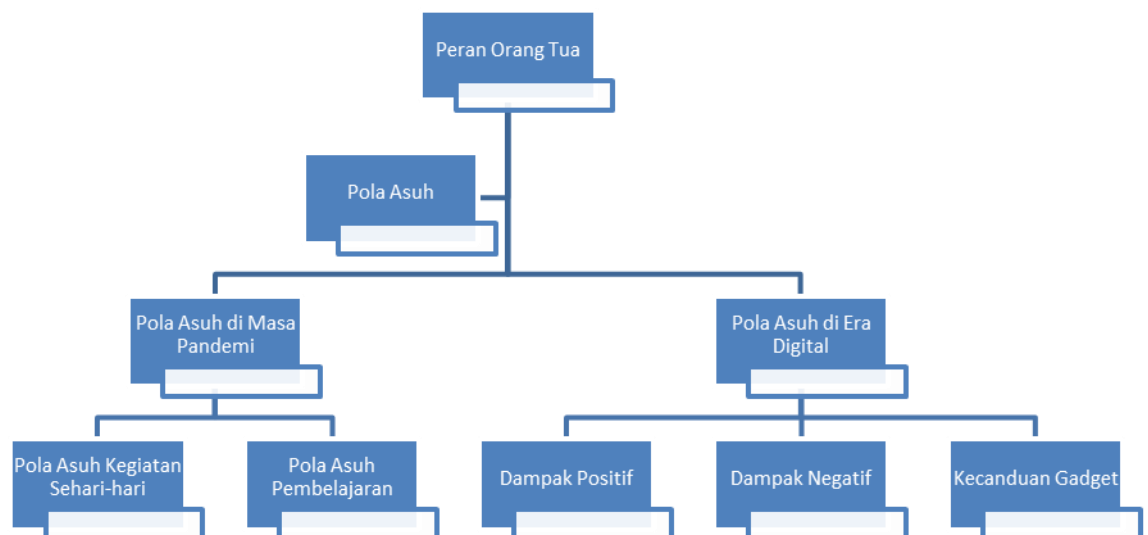 Peran Orang Tua
Pola Asuh
Pola Asuh di Masa
Pandemi
Pola Asuh di Era
Digital
Pola Asuh Kegiatan
Sehari-hari
Pola Asuh
Pembelajaran
Dampak Positif
Dampak Negatif
Kecanduan Gadget